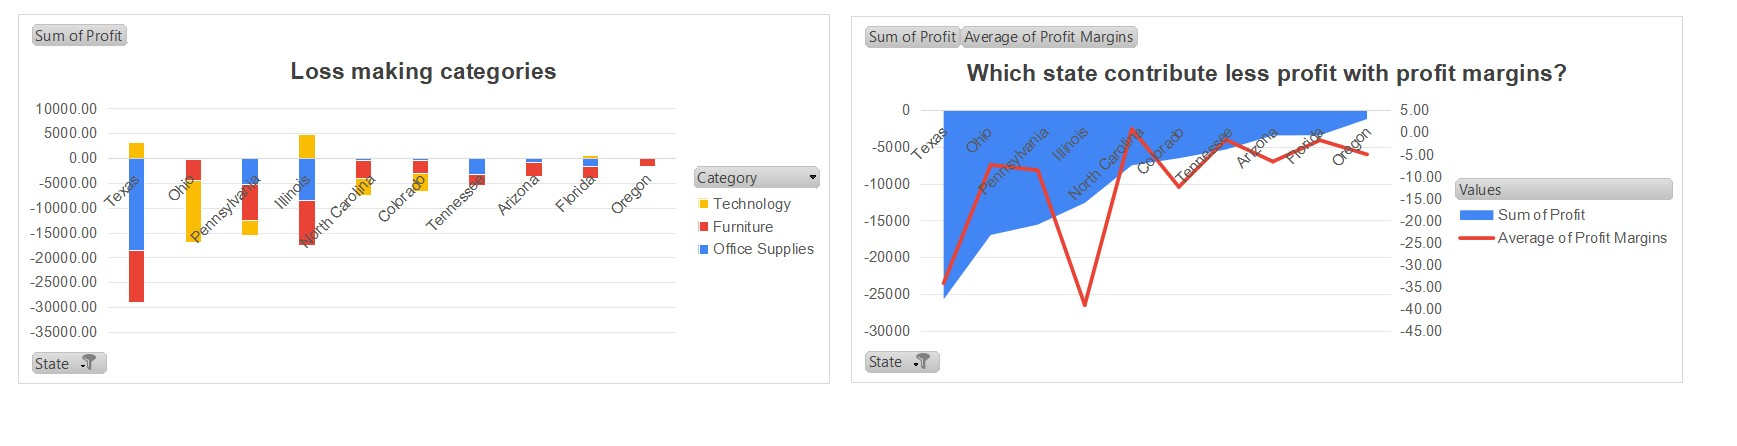 Sum of Profit
Loss making categories
10000.00
5000.00
0.00
-5000.00
-10000.00
-15000.00
-20000.00
-25000.00
-30000.00
-35000.00
Texas
Ohio
Pennsylvania
Illinois
North Carolina
Colorado
Tennessee
Arizona
Florida
Oregon
Category
Technology
Furniture
Office Supplies
State
Sum of Profit Average of Profit Margins
Which state contribute less profit with profit margins?
0
-5000
-10000
-15000
-20000
-25000
-30000
Texas
Ohio
Pennsylvania
Illinois
North Carolina
Colorado
Tennessee
Arizona
Florida
Oregon
5.00
0.00
-5.00
-10.00
-15.00
-20.00
-25.00
-30.00
-35.00
-40.00
-45.00
Values
Sum of Profit
Average of Profit Margins
State